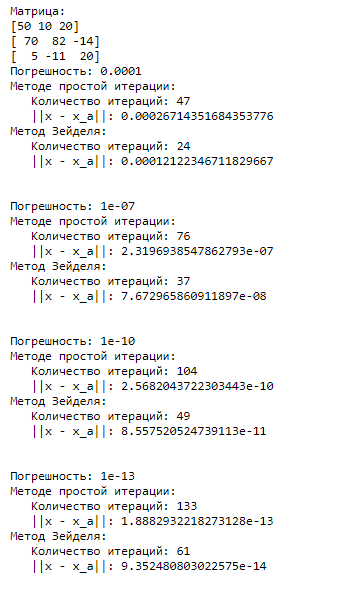 Матрица:
[50 10 20]
[ 70  82 -14]
[  5 -11  20]
Погрешность: 0.0001
Методе простой итерации:
Количество итераций: 47
||x - x_a||: 0.00026714351684353776
Метод Зейделя:
Количество итераций: 24
||x - x_a||: 0.00012122346711829667
Погрешность: 1e-07
Методе простой итерации:
Количество итераций: 76
||x - x_a||: 2.3196938547862793e-07
Метод Зейделя:
Количество итераций: 37
||x - x_a||: 7.672965860911897e-08
Погрешность: 1e-10
Методе простой итерации:
Количество итераций: 104
||x - x_a||: 2.5682043722303443e-10
Метод Зейделя:
Количество итераций: 49
||x - x_a||: 8.557520524739113e-11
Погрешность: 1e-13
Методе простой итерации:
Количество итераций: 133
||x - x_a||: 1.8882932218273128e-13
Метод Зейделя:
Количество итераций: 61
||x - x_a||: 9.352480803022575e-14